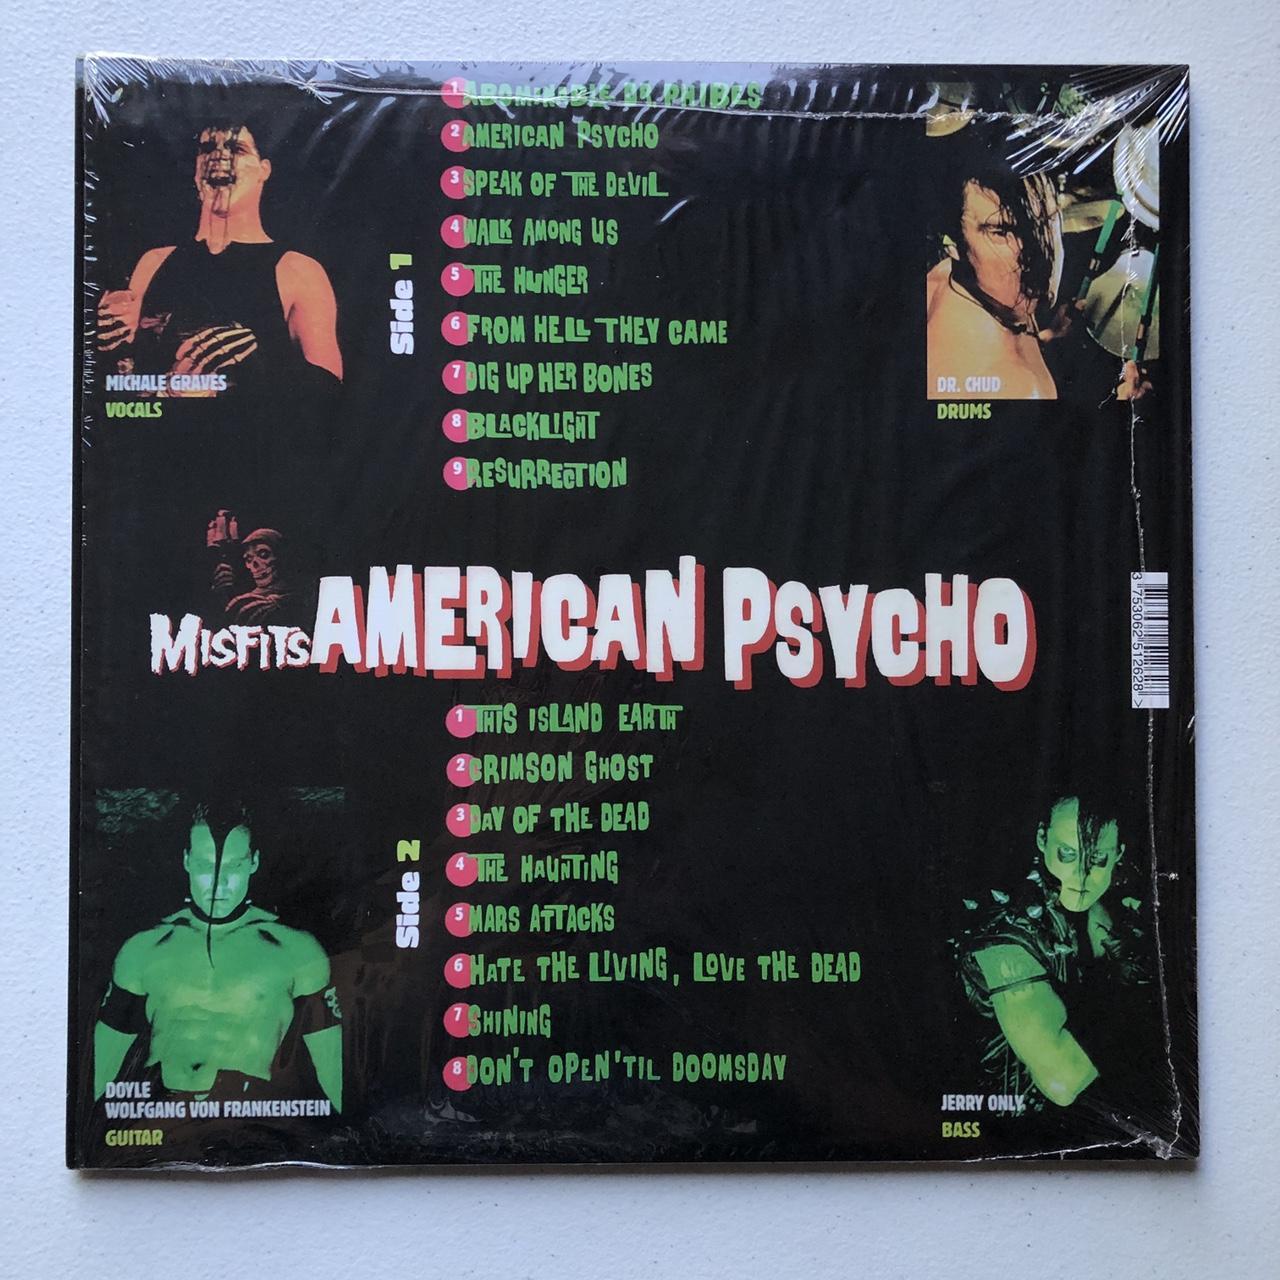 Side 1
1 ABOMINABLE DR. PHIBES
2 AMERICAN PSYCHO
3 SPEAK OF THE DEVIL
4 WALK AMONG US
5 THE HUNGER
6 FROM HELL THEY CAME
7 DIG UP HER BONES
8 BLACKLIGHT
9 RESURRECTION
MICHALE GRAVES
VOCALS
DR. CHUD
DRUMS
MISFITS AMERICAN PSYCHO
3 753062 512628 >
Side 2
1 THIS ISLAND EARTH
2 CRIMSON GHOST
3 DAY OF THE DEAD
4 THE HAUNTING
5 MARS ATTACKS
6 HATE THE LIVING, LOVE THE DEAD
7 SHINING
8 DON'T OPEN 'TIL DOOMSDAY
DOYLE
WOLFGANG VON FRANKENSTEIN
GUITAR
JERRY ONLY
BASS